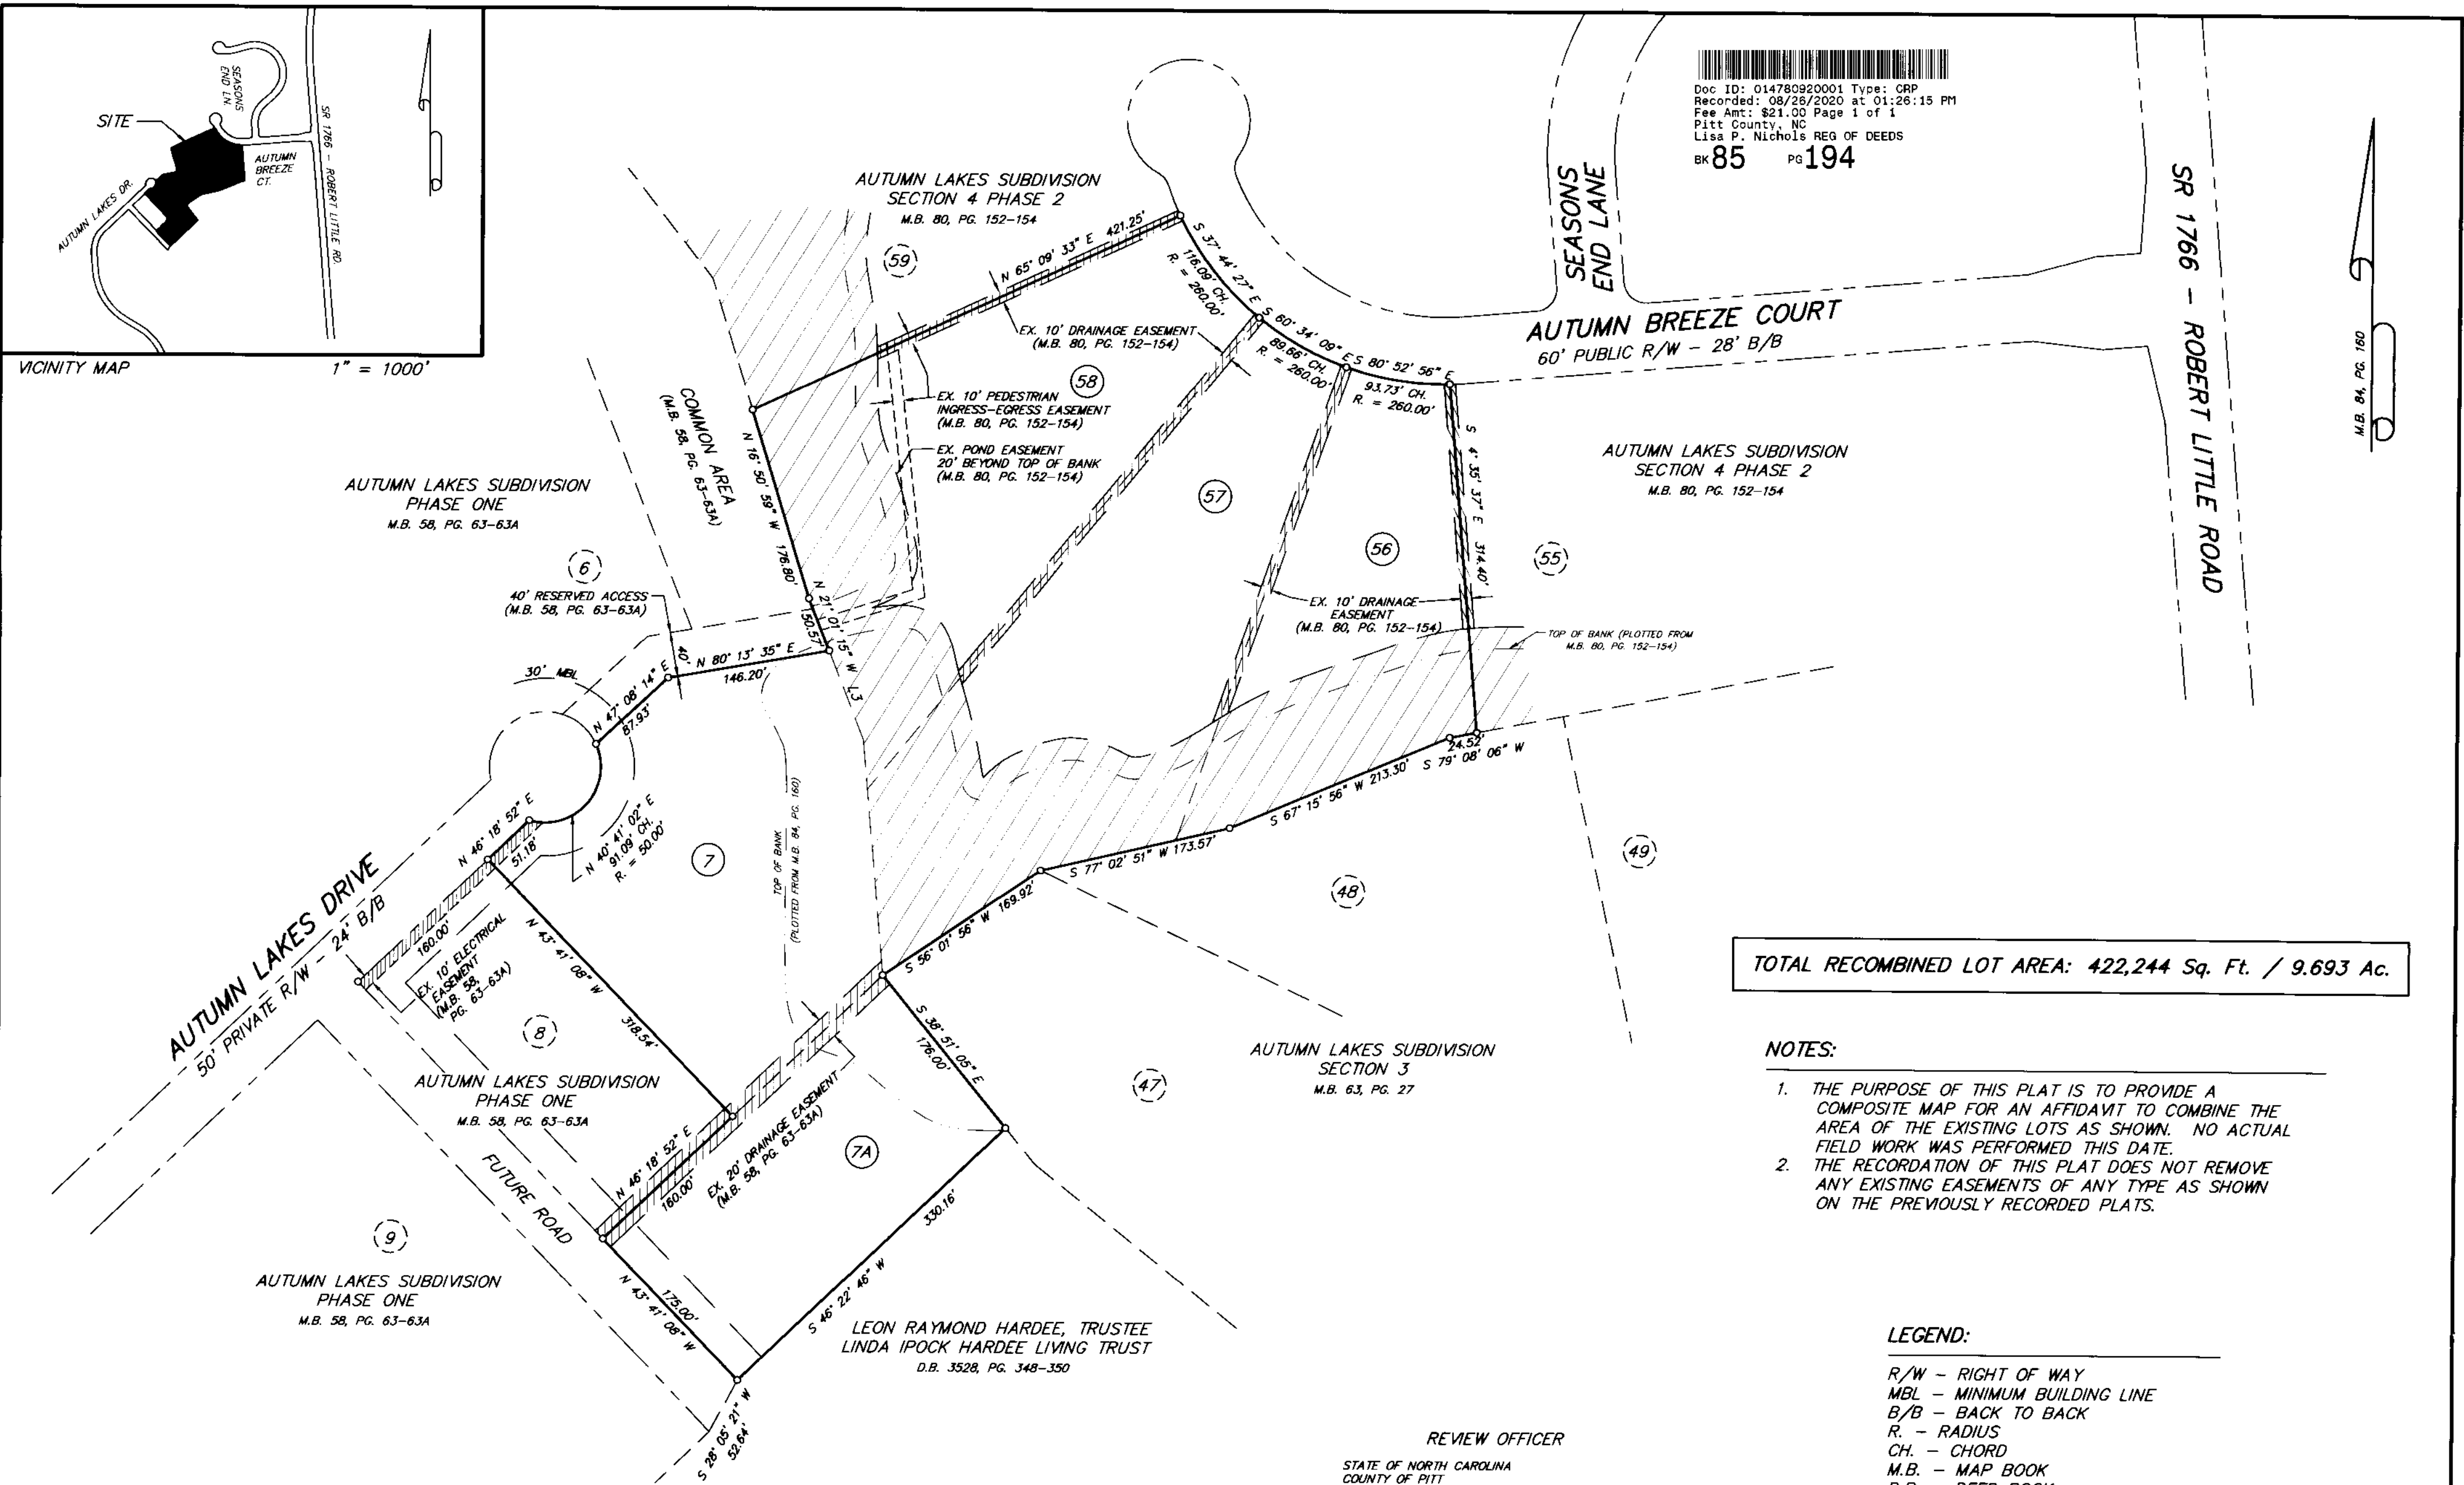 SITE
SEASONS
END LN.
SR 1766 - ROBERT LITTLE RD.
AUTUMN
BREEZE
CT.
AUTUMN LAKES DR.
VICINITY MAP
1" = 1000'
Doc ID: 014780920001 Type: CRP
Recorded: 08/26/2020 at 01:26:15 PM
Fee Amt: $21.00 Page 1 of 1
Pitt County, NC
Lisa P. Nichols REG OF DEEDS
BK 85 PG 194
AUTUMN LAKES SUBDIVISION
SECTION 4 PHASE 2
M.B. 80, PG. 152-154
59
N 65° 09' 33" E 421.25'
S 37° 44' 27" E
116.09' CH.
R. = 260.00'
S 60° 34' 09" E
89.66' CH.
R. = 260.00'
S 80° 52' 56" E
93.73' CH.
R. = 260.00'
SEASONS
END LANE
AUTUMN BREEZE COURT
60' PUBLIC R/W - 28' B/B
SR 1766 - ROBERT LITTLE ROAD
M.B. 84, PG. 160
EX. 10' DRAINAGE EASEMENT
(M.B. 80, PG. 152-154)
58
EX. 10' PEDESTRIAN
INGRESS-EGRESS EASEMENT
(M.B. 80, PG. 152-154)
EX. POND EASEMENT
20' BEYOND TOP OF BANK
(M.B. 80, PG. 152-154)
COMMON AREA
(M.B. 58, PG. 63-63A)
N 16° 50' 59" W 176.80'
N 21° 01' 15" W
50.57'
L3
AUTUMN LAKES SUBDIVISION
PHASE ONE
M.B. 58, PG. 63-63A
6
40' RESERVED ACCESS
(M.B. 58, PG. 63-63A)
40'
N 80° 13' 35" E
146.20'
30' MBL
N 47° 08' 14" E
87.93'
57
56
S 4° 35' 37" E 314.40'
AUTUMN LAKES SUBDIVISION
SECTION 4 PHASE 2
M.B. 80, PG. 152-154
55
EX. 10' DRAINAGE
EASEMENT
(M.B. 80, PG. 152-154)
TOP OF BANK (PLOTTED FROM
M.B. 80, PG. 152-154)
24.52'
S 79° 08' 06" W
S 67° 15' 56" W 213.30'
S 77° 02' 51" W 173.57'
S 56° 01' 56" W 169.92'
49
48
N 46° 18' 52" E
51.18'
N 40° 41' 02" E
91.09' CH.
R. = 50.00'
7
TOP OF BANK
(PLOTTED FROM M.B. 84, PG. 160)
AUTUMN LAKES DRIVE
50' PRIVATE R/W - 24' B/B
160.00'
EX. 10' ELECTRICAL
EASEMENT
(M.B. 58,
PG. 63-63A)
N 43° 41' 08" W
318.54'
8
AUTUMN LAKES SUBDIVISION
PHASE ONE
M.B. 58, PG. 63-63A
S 38° 51' 05" E
176.00'
47
AUTUMN LAKES SUBDIVISION
SECTION 3
M.B. 63, PG. 27
TOTAL RECOMBINED LOT AREA: 422,244 Sq. Ft. / 9.693 Ac.
NOTES:
1. THE PURPOSE OF THIS PLAT IS TO PROVIDE A
COMPOSITE MAP FOR AN AFFIDAVIT TO COMBINE THE
AREA OF THE EXISTING LOTS AS SHOWN. NO ACTUAL
FIELD WORK WAS PERFORMED THIS DATE.
2. THE RECORDATION OF THIS PLAT DOES NOT REMOVE
ANY EXISTING EASEMENTS OF ANY TYPE AS SHOWN
ON THE PREVIOUSLY RECORDED PLATS.
N 46° 18' 52" E
160.00'
EX. 20' DRAINAGE EASEMENT
(M.B. 58, PG. 63-63A)
7A
FUTURE ROAD
9
AUTUMN LAKES SUBDIVISION
PHASE ONE
M.B. 58, PG. 63-63A
175.00'
N 43° 41' 08" W
330.16'
S 46° 22' 46" W
LEON RAYMOND HARDEE, TRUSTEE
LINDA IPOCK HARDEE LIVING TRUST
D.B. 3528, PG. 348-350
S 28° 05' 21" W
52.64'
REVIEW OFFICER
STATE OF NORTH CAROLINA
COUNTY OF PITT
LEGEND:
R/W - RIGHT OF WAY
MBL - MINIMUM BUILDING LINE
B/B - BACK TO BACK
R. - RADIUS
CH. - CHORD
M.B. - MAP BOOK